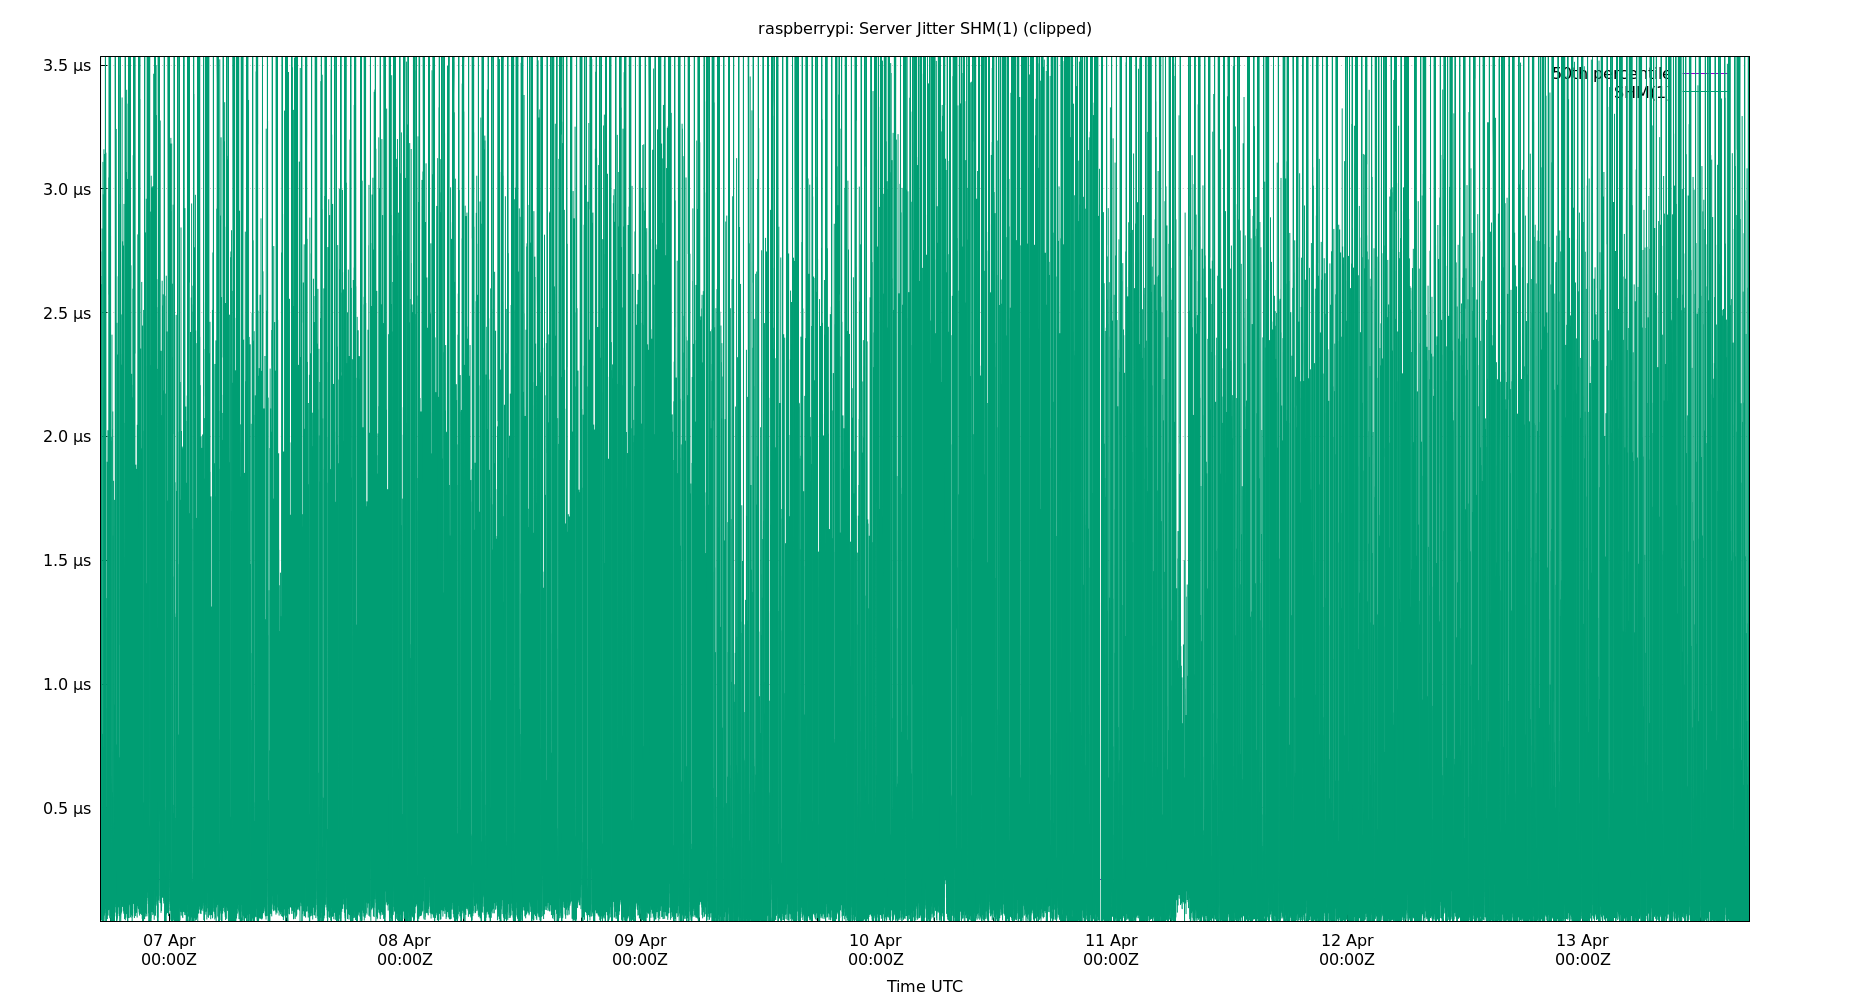 raspberrypi: Server Jitter SHM(1) (clipped)
3.5 µs
3.0 µs
2.5 µs
2.0 µs
1.5 µs
1.0 µs
0.5 µs
50th percentile
SHM(1)
07 Apr
00:00Z
08 Apr
00:00Z
09 Apr
00:00Z
10 Apr
00:00Z
11 Apr
00:00Z
12 Apr
00:00Z
13 Apr
00:00Z
Time UTC